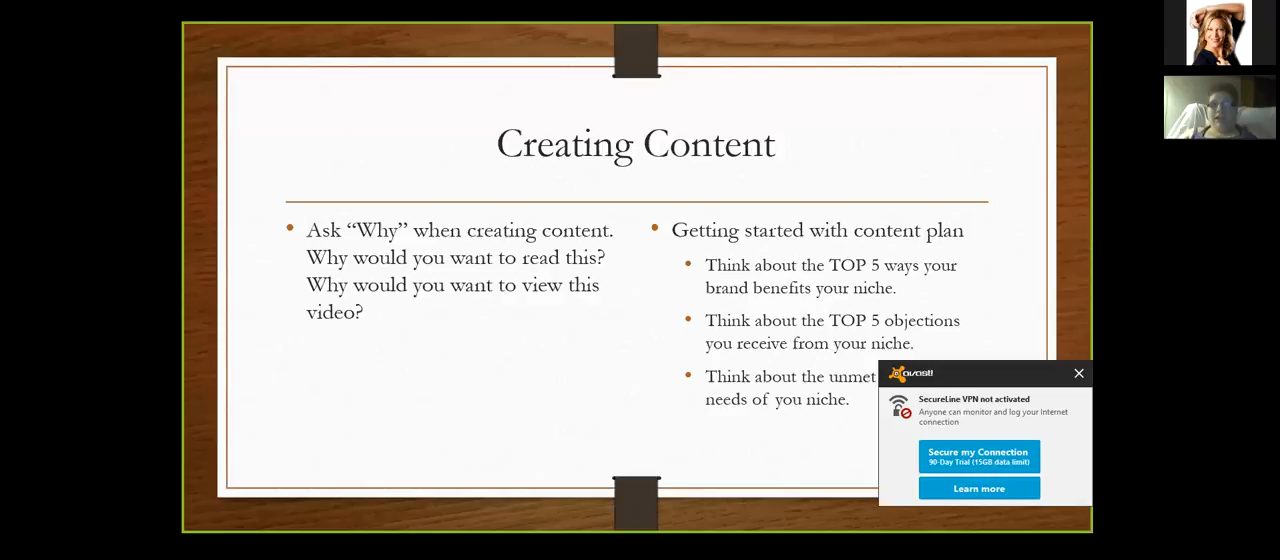 Creating Content
Ask “Why” when creating content.
Why would you want to read this?
Why would you want to view this
video?
Getting started with content plan
Think about the TOP 5 ways your
brand benefits your niche.
Think about the TOP 5 objections
you receive from your niche.
Think about the unmet
needs of you niche.
avast!
SecureLine VPN not activated
Anyone can monitor and log your Internet
connection
Secure my Connection
90-Day Trial (15GB data limit)
Learn more